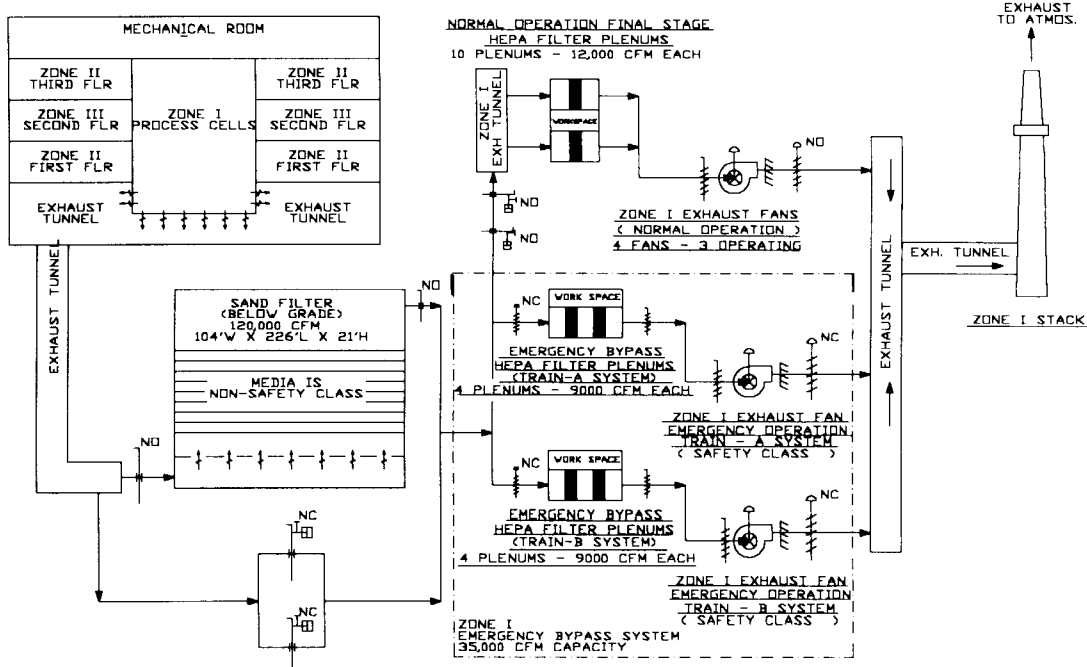 MECHANICAL ROOM
ZONE II
THIRD FLR
ZONE III
SECOND FLR
ZONE II
FIRST FLR
EXHAUST
TUNNEL
ZONE I
PROCESS CELLS
ZONE II
THIRD FLR
ZONE III
SECOND FLR
ZONE II
FIRST FLR
EXHAUST
TUNNEL
EXHAUST TUNNEL
NO
SAND FILTER
(BELOW GRADE)
120,000 CFM
104'W X 226'L X 21'H
MEDIA IS
NON-SAFETY CLASS
NO
NC
NC
NORMAL OPERATION FINAL STAGE
HEPA FILTER PLENUMS
10 PLENUMS - 12,000 CFM EACH
ZONE I
EXH TUNNEL
WORKSPACE
NO
NO
NO
ZONE I EXHAUST FANS
( NORMAL OPERATION )
4 FANS - 3 OPERATING
NC
WORK SPACE
EMERGENCY BYPASS
HEPA FILTER PLENUMS
(TRAIN-A SYSTEM)
4 PLENUMS - 9000 CFM EACH
NC
ZONE I EXHAUST FAN
EMERGENCY OPERATION
TRAIN - A SYSTEM
( SAFETY CLASS )
NC
WORK SPACE
EMERGENCY BYPASS
HEPA FILTER PLENUMS
(TRAIN-B SYSTEM)
4 PLENUMS - 9000 CFM EACH
NC
ZONE I EXHAUST FAN
EMERGENCY OPERATION
TRAIN - B SYSTEM
( SAFETY CLASS )
ZONE I
EMERGENCY BYPASS SYSTEM
35,000 CFM CAPACITY
EXHAUST TUNNEL
EXH. TUNNEL
EXHAUST
TO ATMOS.
ZONE I STACK